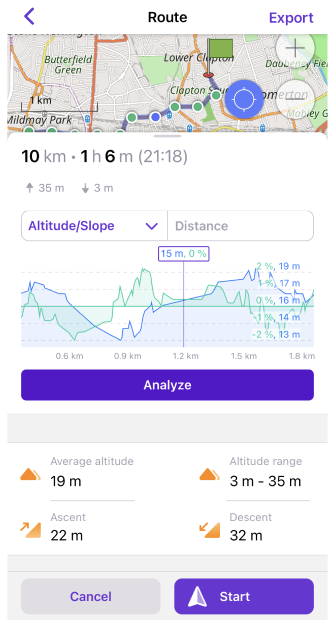 Route
Export
Butterfield
Green
Lower Clapton
Clapton Squ
omerton
1 km
Mildmay Park
10 km · 1 h 6 m (21:18)
35 m
3 m
Altitude/Slope
Distance
15 m, 0 %
2 %, 19 m
1 %, 17 m
0 %, 16 m
-1 %, 14 m
-2 %, 13 m
0.6 km
0.9 km
1.2 km
1.5 km
1.8 km
Analyze
Average altitude
Altitude range
19 m
3 m - 35 m
Ascent
Descent
22 m
32 m
Cancel
Start